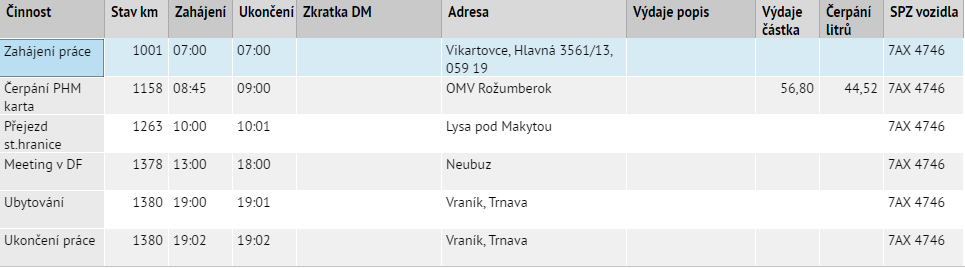 Činnost Stav km Zahájení Ukončení Zkratka DM Adresa Výdaje popis Výdaje Čerpání SPZ vozidla
částka litrů
Zahájení práce 1001 07:00 07:00 Vikartovce, Hlavná 3561/13, 7AX 4746
059 19
Čerpání PHM 1158 08:45 09:00 OMV Rožumberok 56,80 44,52 7AX 4746
karta
Přejezd 1263 10:00 10:01 Lysa pod Makytou 7AX 4746
st.hranice
Meeting v DF 1378 13:00 18:00 Neubuz 7AX 4746
Ubytování 1380 19:00 19:01 Vraník, Trnava 7AX 4746
Ukončení práce 1380 19:02 19:02 Vraník, Trnava 7AX 4746